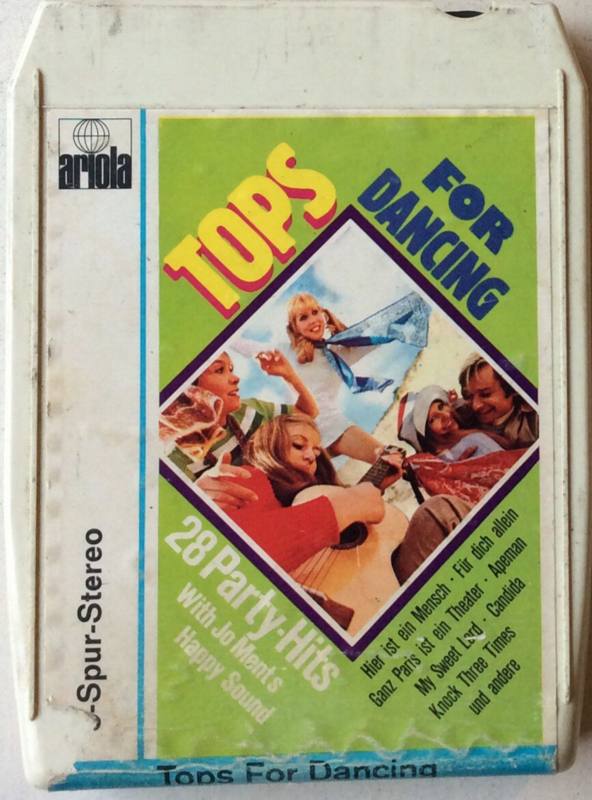 ariola
TOPS
FOR
DANCING
28 Party-Hits
With Jo Ment's
Happy Sound
Hier ist ein Mensch · Für dich allein
Ganz Paris ist ein Theater · Apeman
My Sweet Lord · Candida
Knock Three Times
und andere
-Spur-Stereo
Tops For Dancing